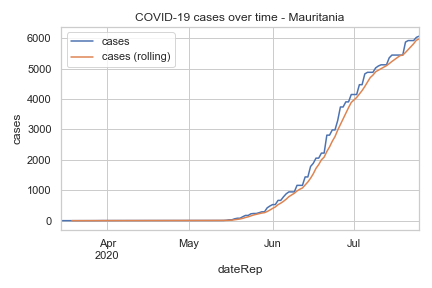 COVID-19 cases over time - Mauritania
cases
cases (rolling)
6000
5000
4000
3000
2000
1000
0
cases
Apr
2020
May
Jun
Jul
dateRep